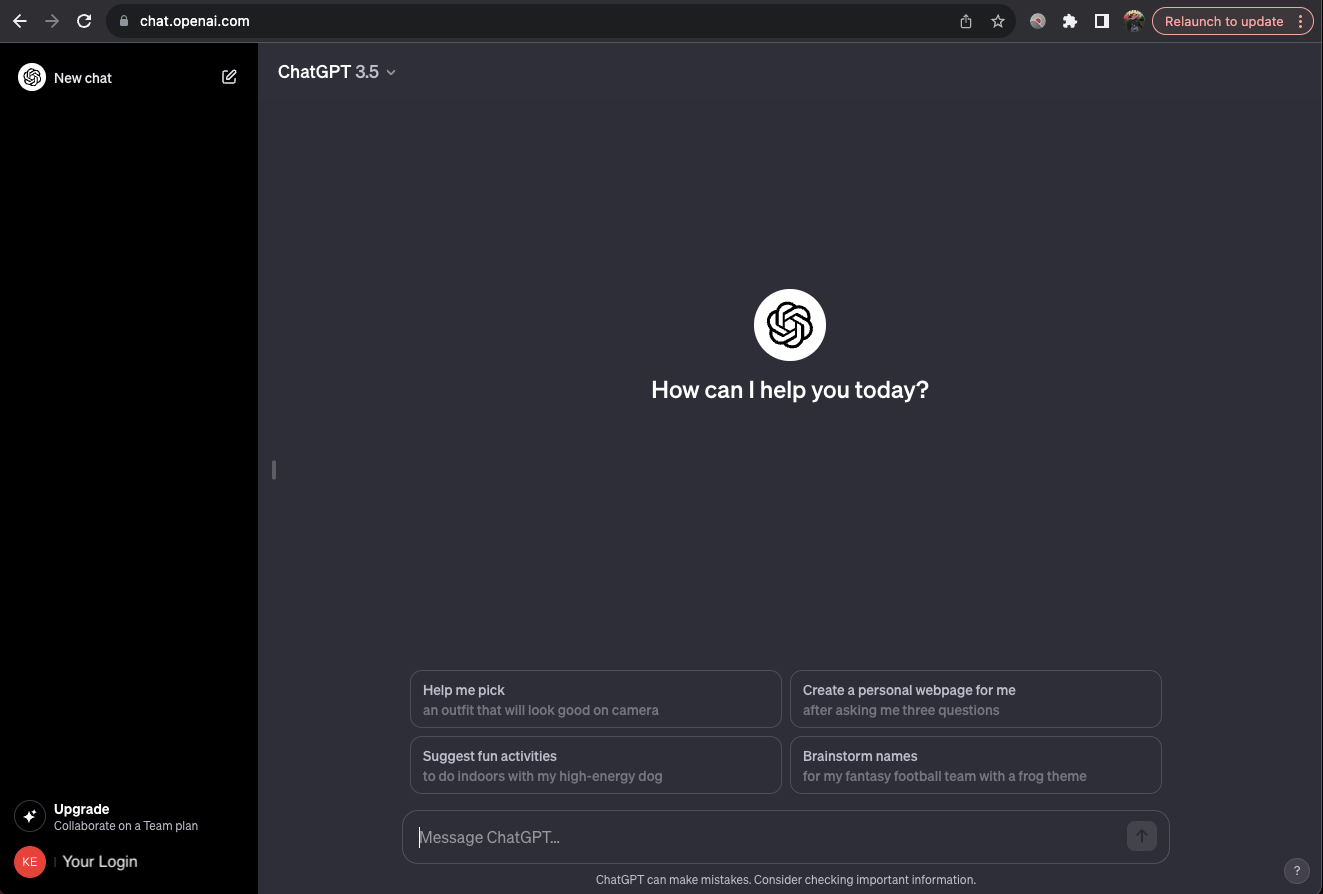 chat.openai.com
Relaunch to update
New chat
ChatGPT 3.5
How can I help you today?
Help me pick
an outfit that will look good on camera
Create a personal webpage for me
after asking me three questions
Suggest fun activities
to do indoors with my high-energy dog
Brainstorm names
for my fantasy football team with a frog theme
Upgrade
Collaborate on a Team plan
KE Your Login
Message ChatGPT...
ChatGPT can make mistakes. Consider checking important information.
?